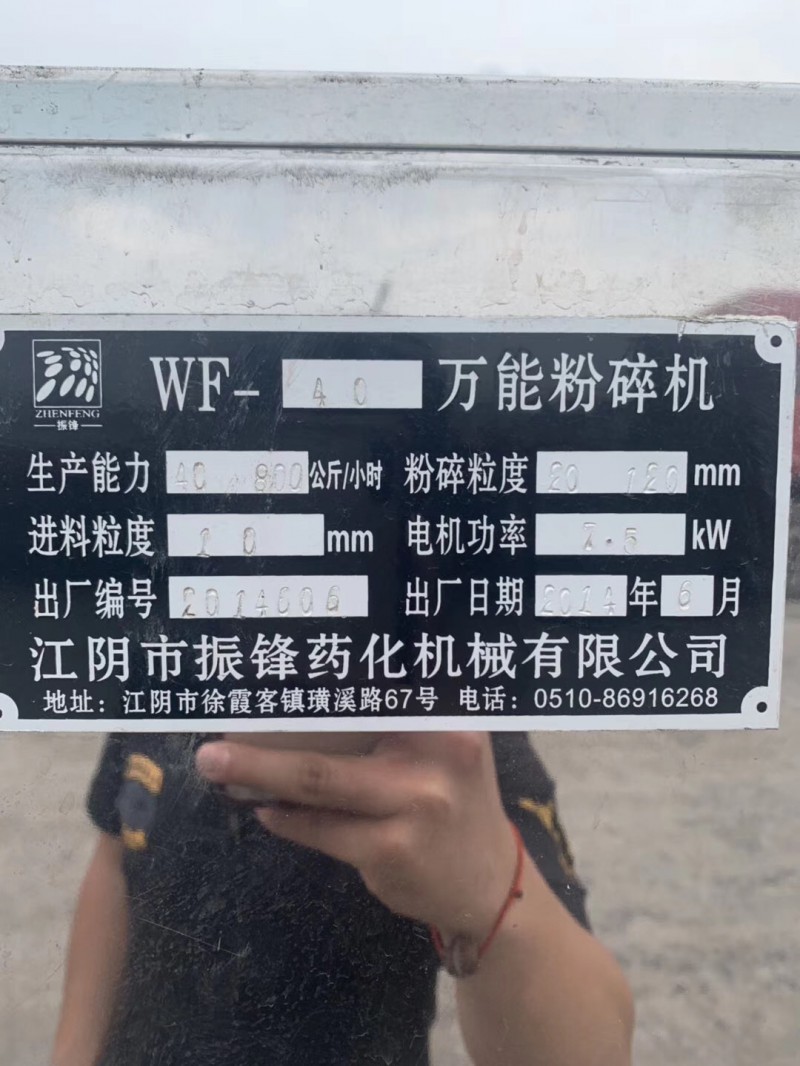 ZHENFENG
振锋
WF- 40 万能粉碎机
生产能力 40 ~ 800 公斤/小时 粉碎粒度 20 120 mm
进料粒度 10 mm 电机功率 7.5 kW
出厂编号 2014606 出厂日期 2014 年 6 月
江阴市振锋药化机械有限公司
地址：江阴市徐霞客镇璜溪路67号 电话：0510-86916268